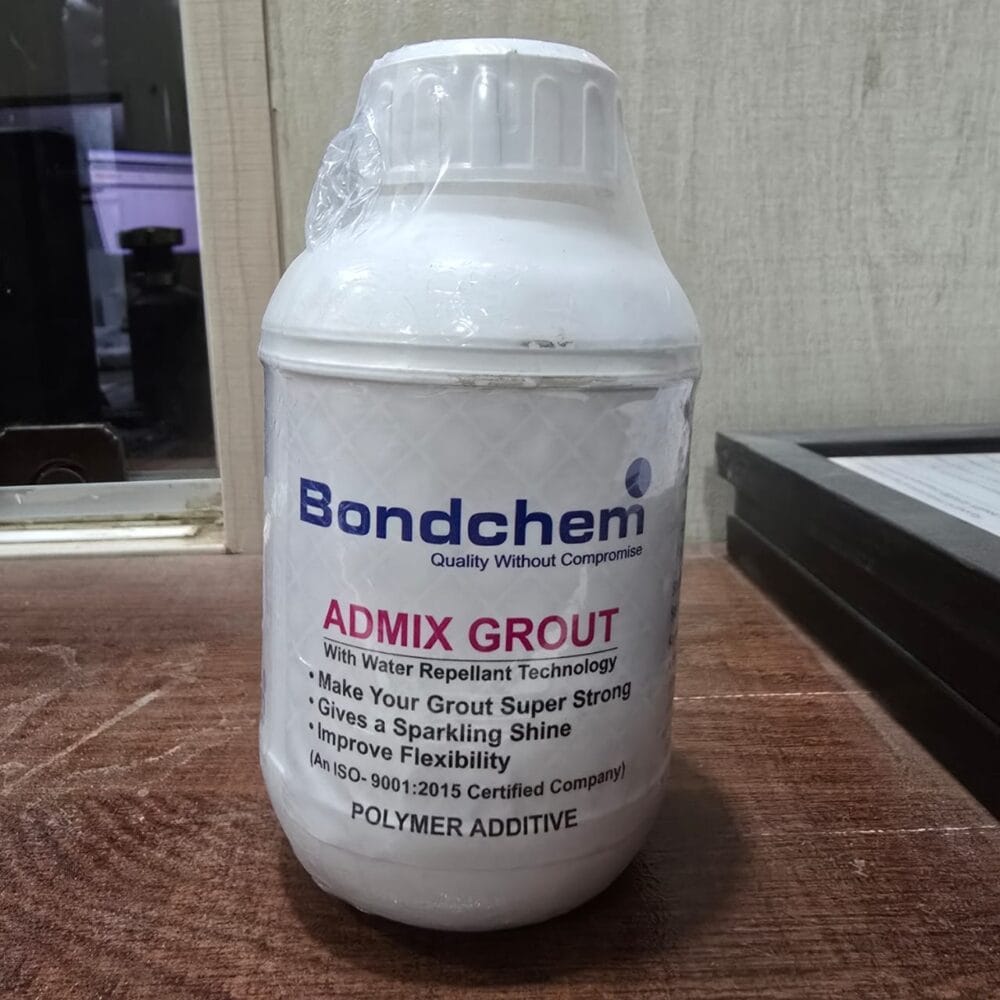 Bondchem
Quality Without Compromise
ADMIX GROUT
With Water Repellant Technology
• Make Your Grout Super Strong
• Gives a Sparkling Shine
• Improve Flexibility
(An ISO- 9001:2015 Certified Company)
POLYMER ADDITIVE